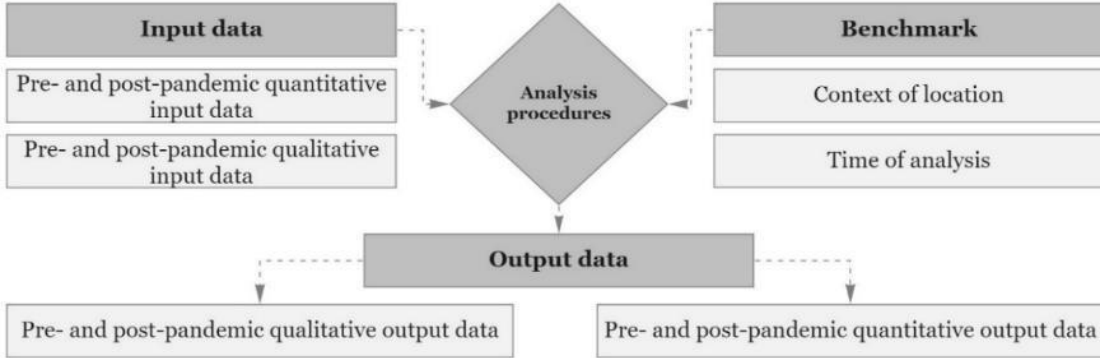 Input data
Pre- and post-pandemic quantitative
input data
Pre- and post-pandemic qualitative
input data
Analysis
procedures
Benchmark
Context of location
Time of analysis
Output data
Pre- and post-pandemic qualitative output data
Pre- and post-pandemic quantitative output data